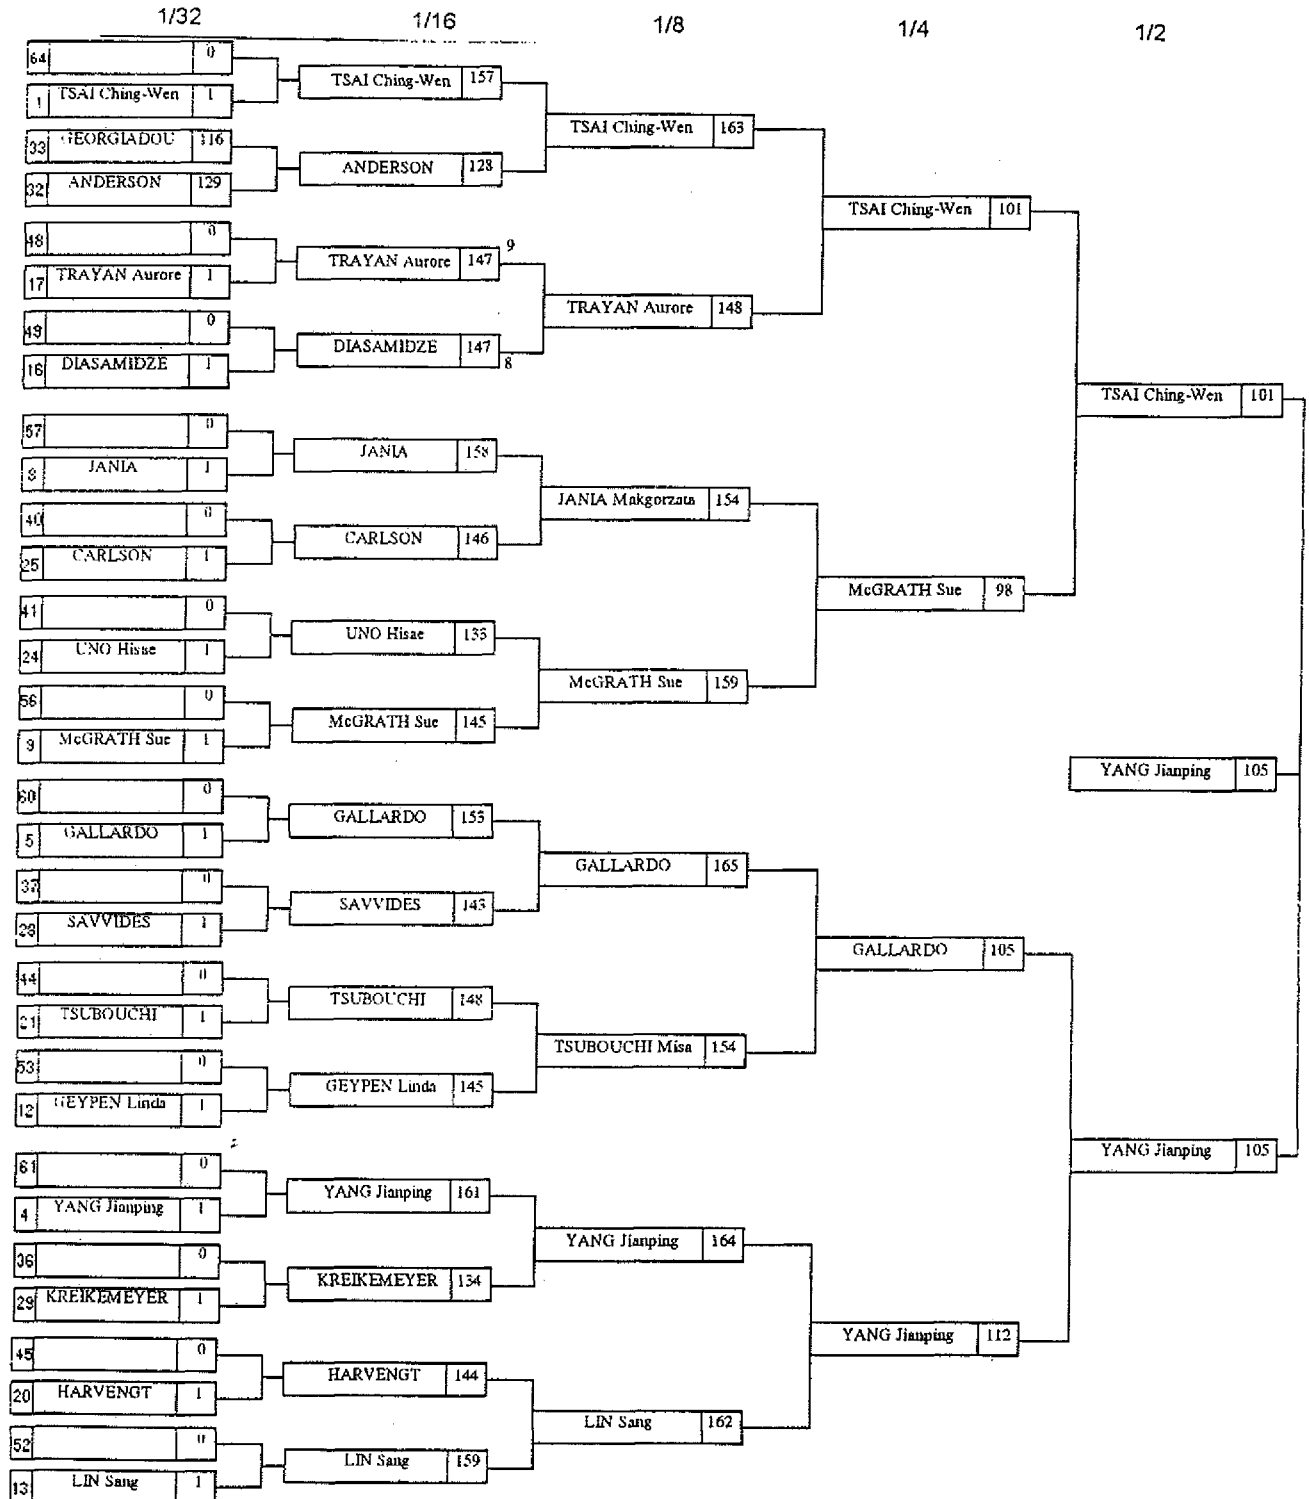 1/32 1/16 1/8 1/4 1/2
64 0
1 TSAI Ching-Wen 1
TSAI Ching-Wen 157
33 GEORGIADOU 116
32 ANDERSON 129
ANDERSON 128
TSAI Ching-Wen 163
48 0
17 TRAYAN Aurore 1
TRAYAN Aurore 147 9
49 0
16 DIASAMIDZE 1
DIASAMIDZE 147 8
TRAYAN Aurore 148
TSAI Ching-Wen 101
57 0
8 JANIA 1
JANIA 158
40 0
25 CARLSON 1
CARLSON 146
JANIA Makgorzata 154
41 0
24 UNO Hisae 1
UNO Hisae 133
56 0
9 McGRATH Sue 1
McGRATH Sue 145
McGRATH Sue 159
McGRATH Sue 98
TSAI Ching-Wen 101
YANG Jianping 105
60 0
5 GALLARDO 1
GALLARDO 153
37 0
28 SAVVIDES 1
SAVVIDES 143
GALLARDO 165
44 0
21 TSUBOUCHI 1
TSUBOUCHI 148
53 0
12 GEYPEN Linda 1
GEYPEN Linda 145
TSUBOUCHI Misa 154
GALLARDO 105
61 0
4 YANG Jianping 1
YANG Jianping 161
36 0
29 KREIKEMEYER 1
KREIKEMEYER 134
YANG Jianping 164
45 0
20 HARVENGT 1
HARVENGT 144
52 0
13 LIN Sang 1
LIN Sang 159
LIN Sang 162
YANG Jianping 112
YANG Jianping 105